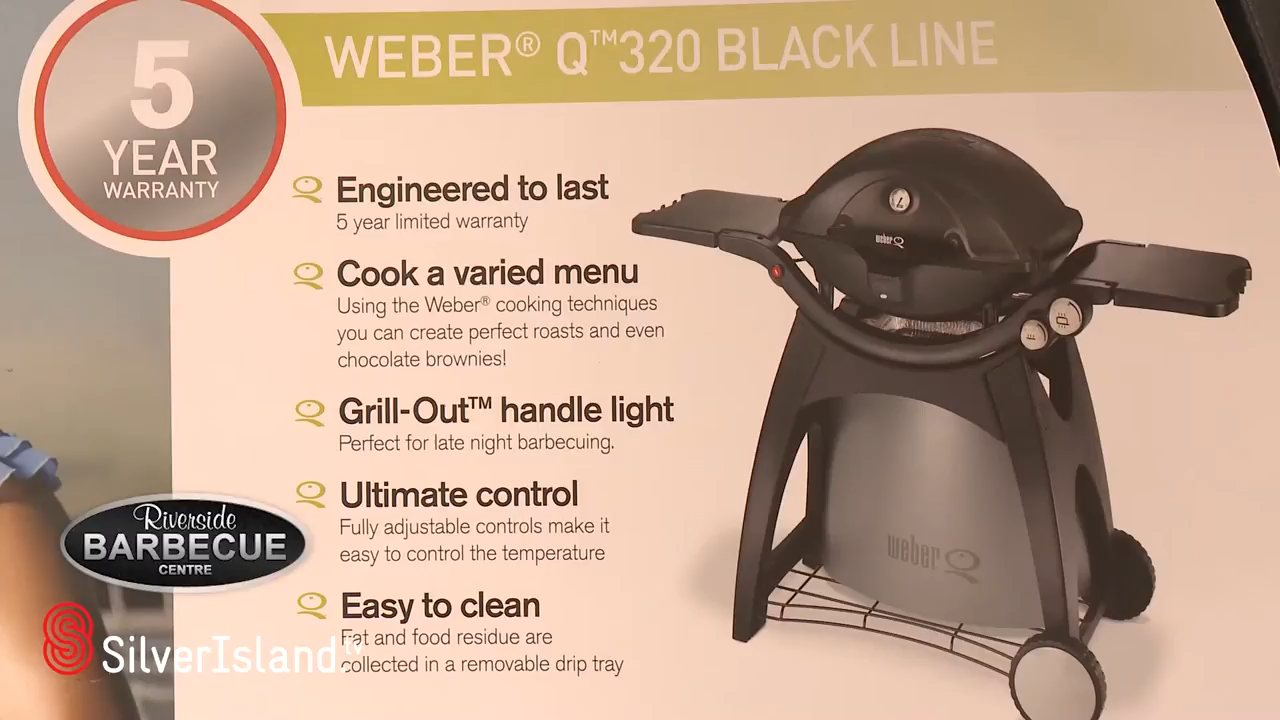 5
YEAR
WARRANTY
WEBER® Q™320 BLACK LINE
Engineered to last
5 year limited warranty
Cook a varied menu
Using the Weber® cooking techniques
you can create perfect roasts and even
chocolate brownies!
Grill-Out™ handle light
Perfect for late night barbecuing.
Ultimate control
Fully adjustable controls make it
easy to control the temperature
Easy to clean
Fat and food residue are
collected in a removable drip tray
weber Q
weber Q
Riverside
BARBECUE
CENTRE
SilverIsland tv